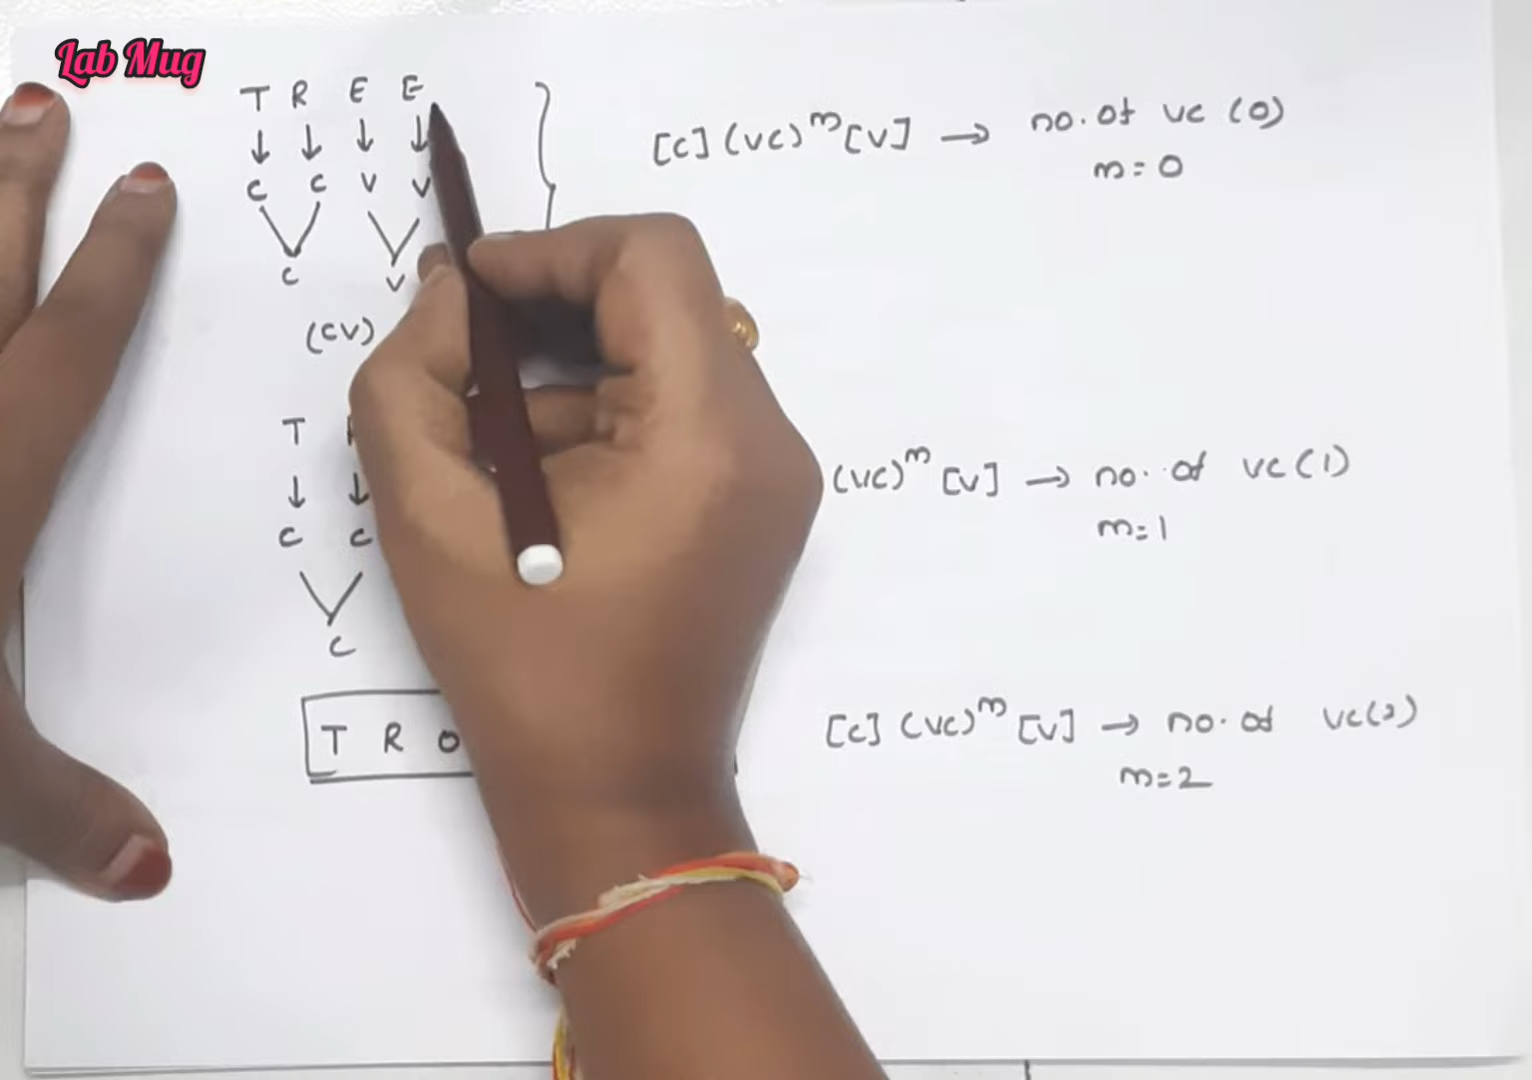 Lab Mug
T R E E
[C] (VC)^m [V] → no. of VC (0)
m = 0
↓ ↓ ↓ ↓
C C V V
C V
(CV)
T
(VC)^m [V] → no. of VC (1)
m = 1
↓ ↓
C C
C
T R O
[C] (VC)^m [V] → no. of VC (2)
m = 2